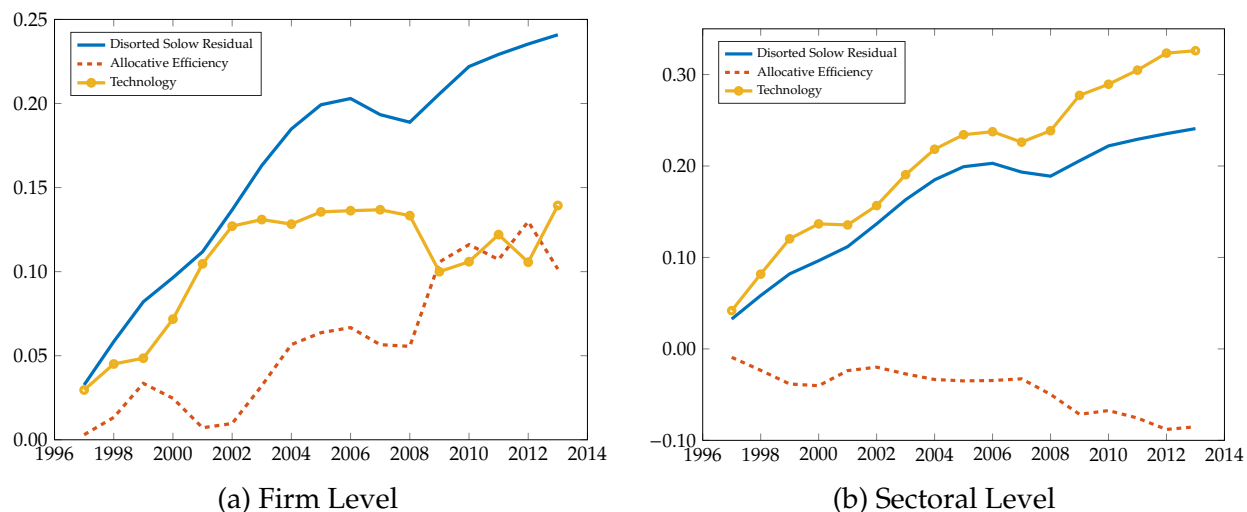 0.25
0.20
0.15
0.10
0.05
0.00
1996 1998 2000 2002 2004 2006 2008 2010 2012 2014
Disorted Solow Residual
Allocative Efficiency
Technology
(a) Firm Level
0.30
0.20
0.10
0.00
−0.10
1996 1998 2000 2002 2004 2006 2008 2010 2012 2014
Disorted Solow Residual
Allocative Efficiency
Technology
(b) Sectoral Level